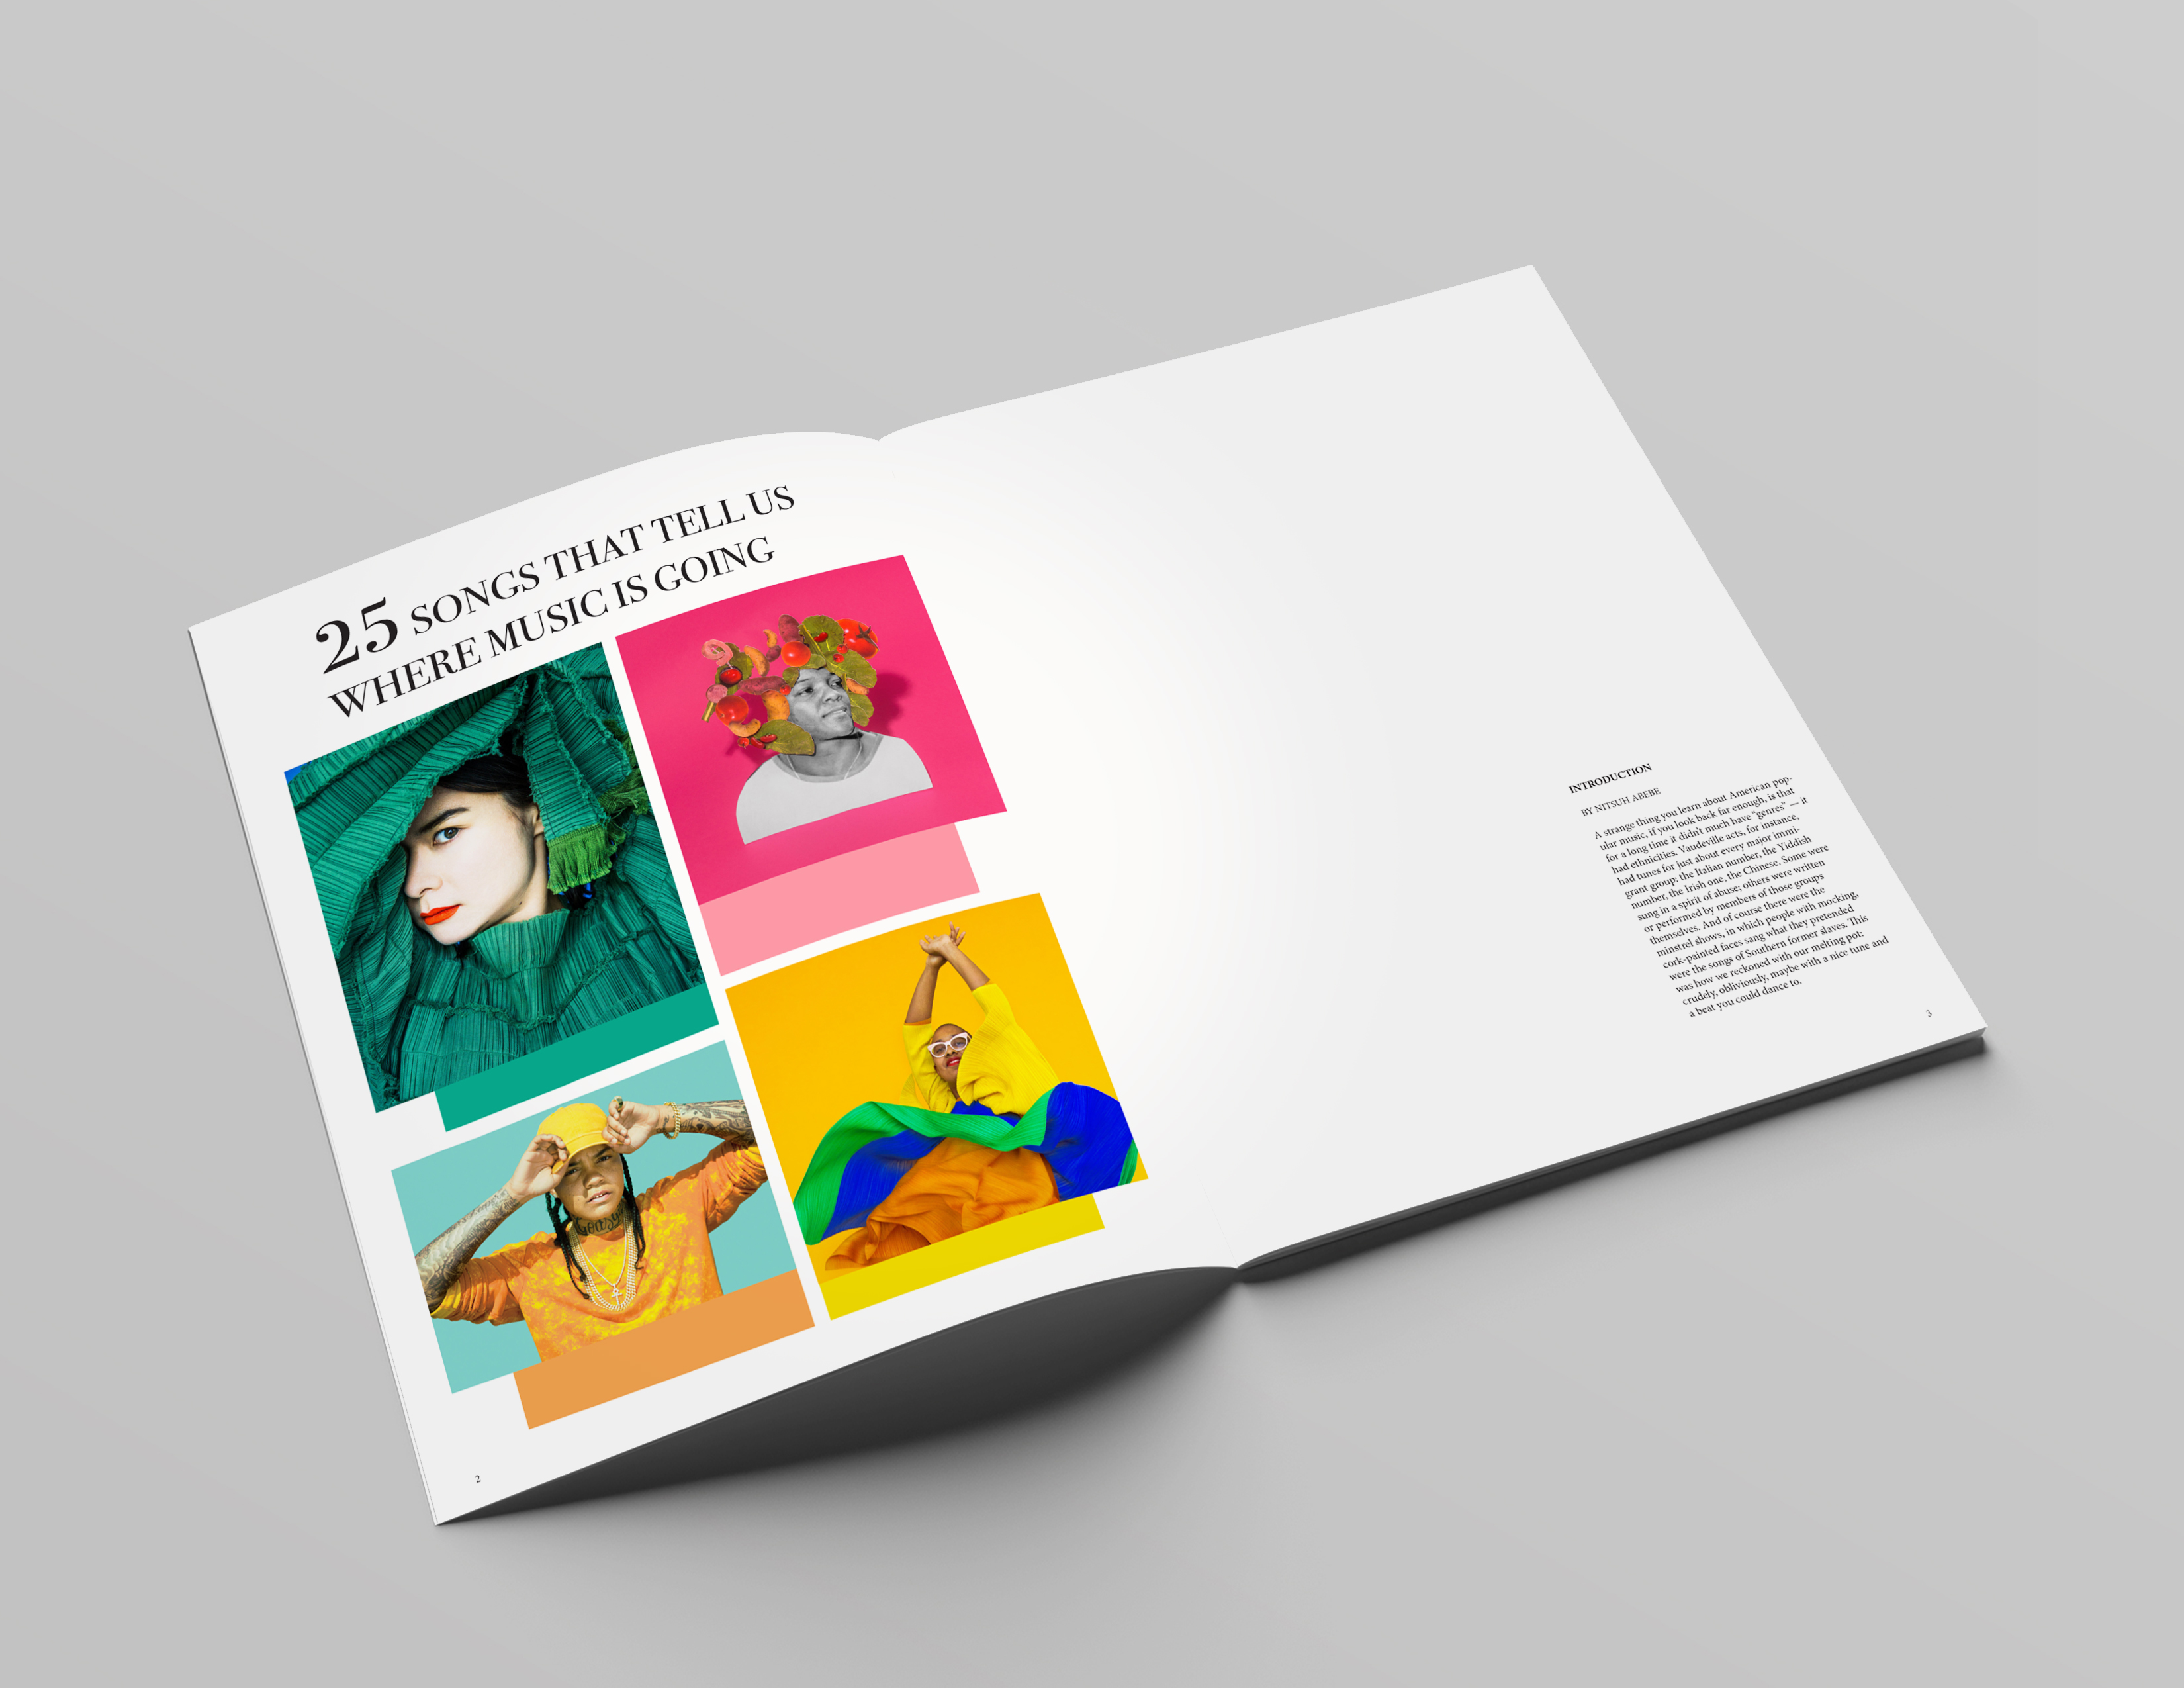 25 SONGS THAT TELL US
WHERE MUSIC IS GOING
Goazy
2
INTRODUCTION
BY NITSUH ABEBE
A strange thing you learn about American pop-
ular music, if you look back far enough, is that
for a long time it didn't much have "genres" — it
had ethnicities. Vaudeville acts, for instance,
had tunes for just about every major immi-
grant group: the Italian number, the Yiddish
number, the Irish one, the Chinese. Some were
sung in a spirit of abuse; others were written
or performed by members of those groups
themselves. And of course there were the
minstrel shows, in which people with mocking,
cork-painted faces sang what they pretended
were the songs of Southern former slaves. This
was how we reckoned with our melting pot:
crudely, obliviously, maybe with a nice tune and
a beat you could dance to.
3